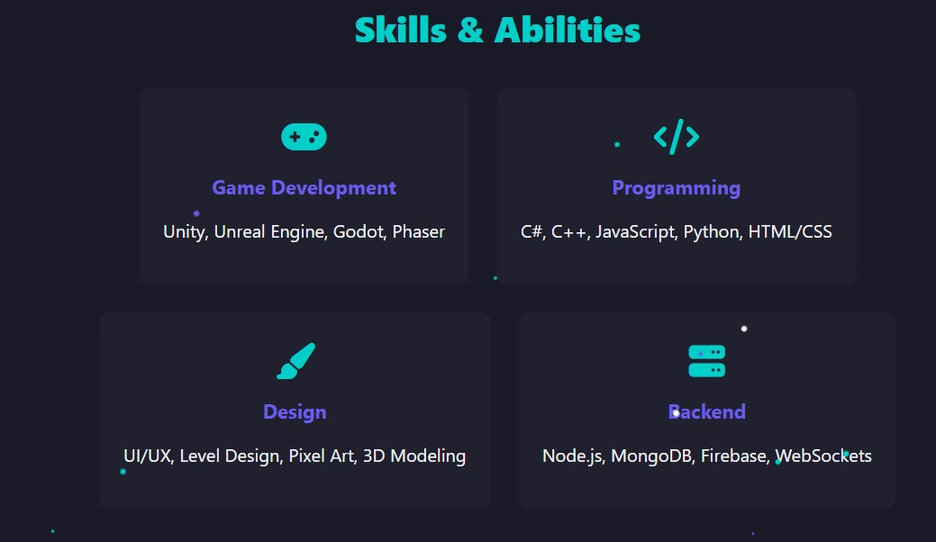 Skills & Abilities
Game Development
Unity, Unreal Engine, Godot, Phaser
Programming
C#, C++, JavaScript, Python, HTML/CSS
Design
UI/UX, Level Design, Pixel Art, 3D Modeling
Backend
Node.js, MongoDB, Firebase, WebSockets